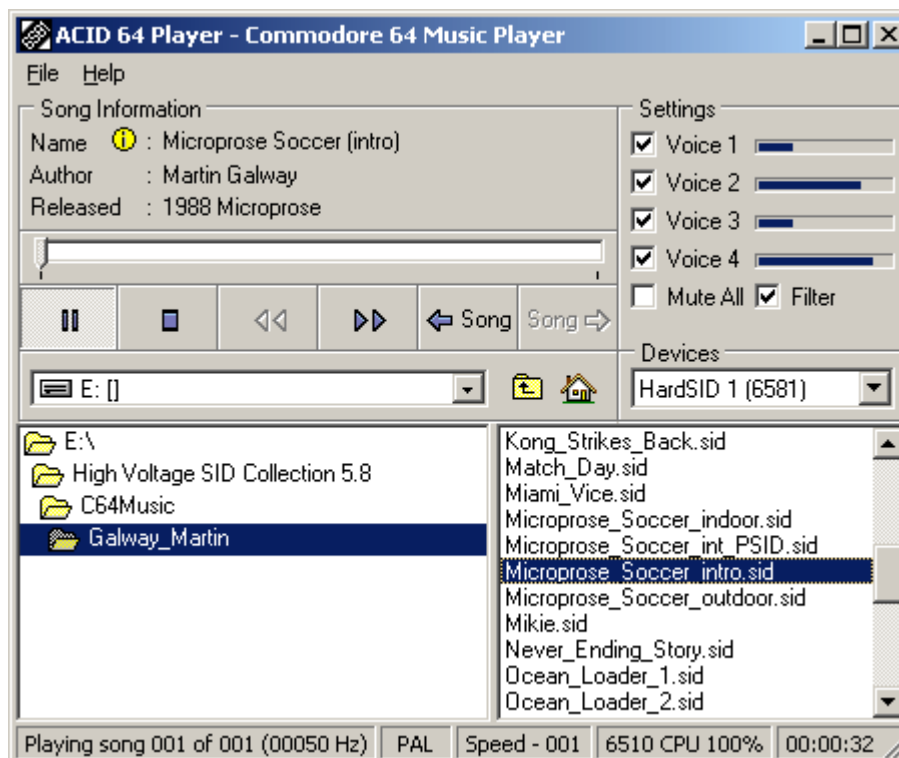 ACID 64 Player - Commodore 64 Music Player
File Help
Song Information
Name : Microprose Soccer (intro)
Author : Martin Galway
Released : 1988 Microprose
Settings
Voice 1
Voice 2
Voice 3
Voice 4
Mute All Filter
Song Song
Devices
E: []
HardSID 1 (6581)
E:\
High Voltage SID Collection 5.8
C64Music
Galway_Martin
Kong_Strikes_Back.sid
Match_Day.sid
Miami_Vice.sid
Microprose_Soccer_indoor.sid
Microprose_Soccer_int_PSID.sid
Microprose_Soccer_intro.sid
Microprose_Soccer_outdoor.sid
Mikie.sid
Never_Ending_Story.sid
Ocean_Loader_1.sid
Ocean_Loader_2.sid
Playing song 001 of 001 (00050 Hz) PAL Speed - 001 6510 CPU 100% 00:00:32